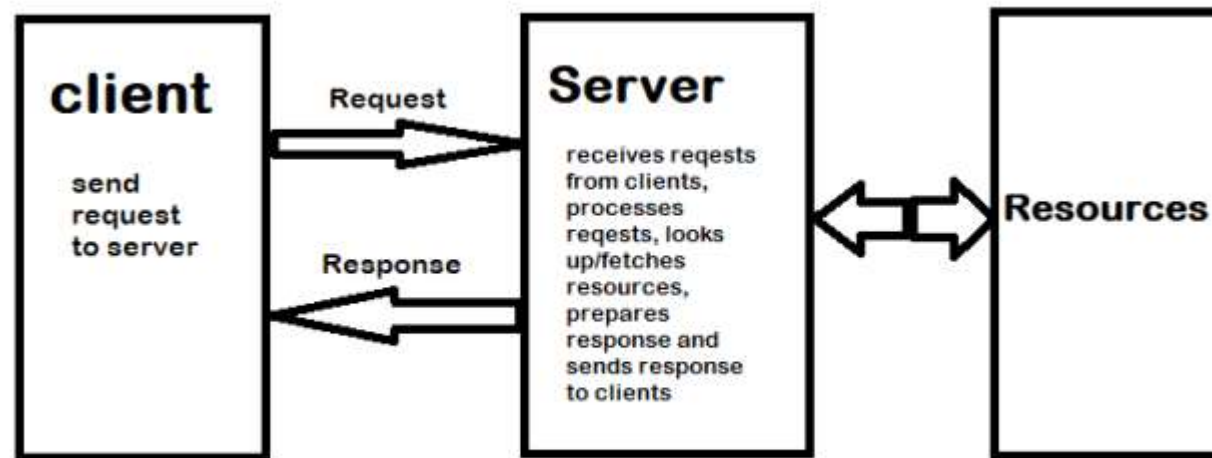 client
send
request
to server
Request
Response
Server
receives reqests
from clients,
processes
reqests, looks
up/fetches
resources,
prepares
response and
sends response
to clients
Resources